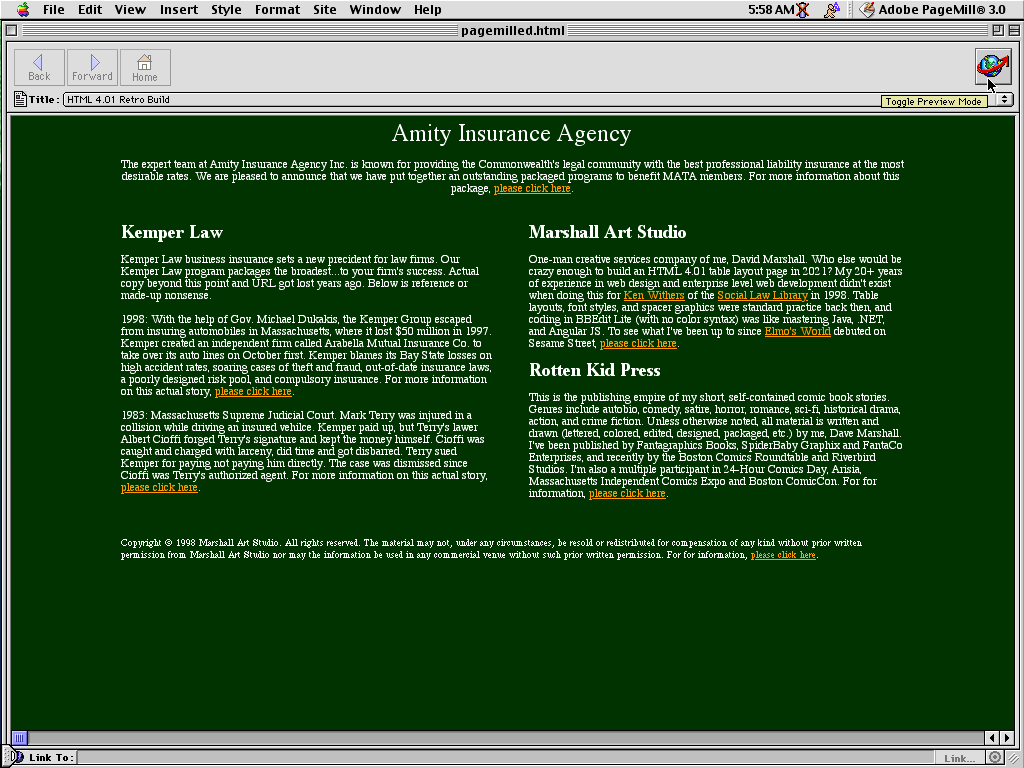 File Edit View Insert Style Format Site Window Help 5:58 AM Adobe PageMill® 3.0
pagemilled.html
Back Forward Home
Title: HTML 4.01 Retro Build
Toggle Preview Mode
Amity Insurance Agency
The expert team at Amity Insurance Agency Inc. is known for providing the Commonwealth's legal community with the best professional liability insurance at the most
desirable rates. We are pleased to announce that we have put together an outstanding packaged programs to benefit MATA members. For more information about this
package, please click here.
Kemper Law
Kemper Law business insurance sets a new precident for law firms. Our
Kemper Law program packages the broadest...to your firm's success. Actual
copy beyond this point and URL got lost years ago. Below is reference or
made-up nonsense.
1998: With the help of Gov. Michael Dukakis, the Kemper Group escaped
from insuring automobiles in Massachusetts, where it lost $50 million in 1997.
Kemper created an independent firm called Arabella Mutual Insurance Co. to
take over its auto lines on October first. Kemper blames its Bay State losses on
high accident rates, soaring cases of theft and fraud, out-of-date insurance laws,
a poorly designed risk pool, and compulsory insurance. For more information
on this actual story, please click here.
1983: Massachusetts Supreme Judicial Court. Mark Terry was injured in a
collision while driving an insured vehilce. Kemper paid up, but Terry's lawer
Albert Cioffi forged Terry's signature and kept the money himself. Cioffi was
caught and charged with larceny, did time and got disbarred. Terry sued
Kemper for paying not paying him directly. The case was dismissed since
Cioffi was Terry's authorized agent. For more information on this actual story,
please click here.
Marshall Art Studio
One-man creative services company of me, David Marshall. Who else would be
crazy enough to build an HTML 4.01 table layout page in 2021? My 20+ years
of experience in web design and enterprise level web development didn't exist
when doing this for Ken Withers of the Social Law Library in 1998. Table
layouts, font styles, and spacer graphics were standard practice back then, and
coding in BBEdit Lite (with no color syntax) was like mastering Java, .NET,
and Angular JS. To see what I've been up to since Elmo's World debuted on
Sesame Street, please click here.
Rotten Kid Press
This is the publishing empire of my short, self-contained comic book stories.
Genres include autobio, comedy, satire, horror, romance, sci-fi, historical drama,
action, and crime fiction. Unless otherwise noted, all material is written and
drawn (lettered, colored, edited, designed, packaged, etc.) by me, Dave Marshall.
I've been published by Fantagraphics Books, SpiderBaby Graphix and FantaCo
Enterprises, and recently by the Boston Comics Roundtable and Riverbird
Studios. I'm also a multiple participant in 24-Hour Comics Day, Arisia,
Massachusetts Independent Comics Expo and Boston ComicCon. For for
information, please click here.
Copyright © 1998 Marshall Art Studio. All rights reserved. The material may not, under any circumstances, be resold or redistributed for compensation of any kind without prior written
permission from Marshall Art Studio nor may the information be used in any commercial venue without such prior written permission. For for information, please click here.
Link To: Link...